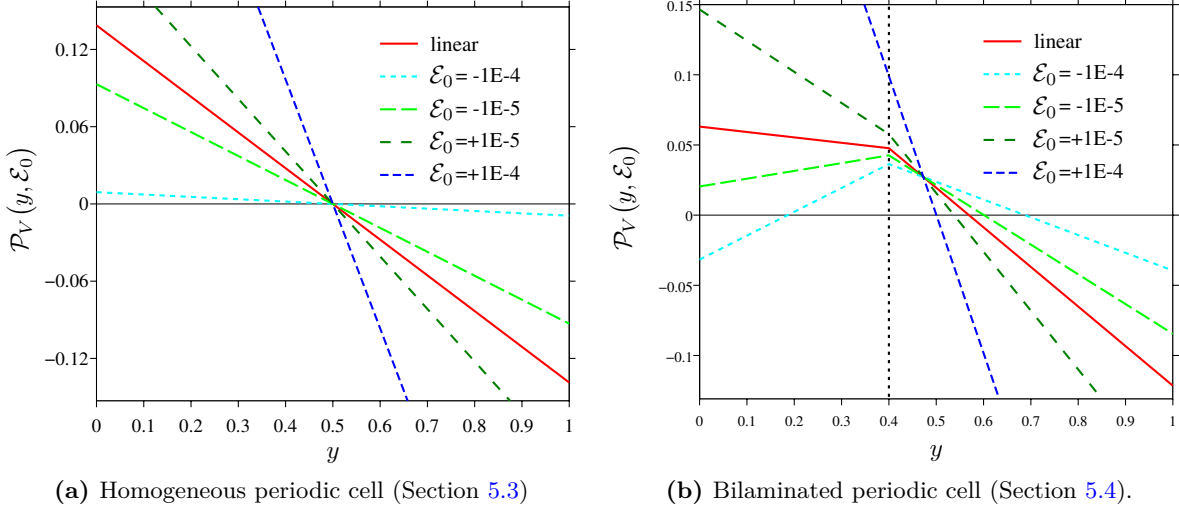 0.12
0.06
0
−0.06
−0.12
0 0.1 0.2 0.3 0.4 0.5 0.6 0.7 0.8 0.9 1
y
𝒫_V (y, ℰ_0)
linear
ℰ_0 = -1E-4
ℰ_0 = -1E-5
ℰ_0 = +1E-5
ℰ_0 = +1E-4
(a) Homogeneous periodic cell (Section 5.3)
0.15
0.1
0.05
0
−0.05
−0.1
0 0.1 0.2 0.3 0.4 0.5 0.6 0.7 0.8 0.9 1
y
𝒫_V (y, ℰ_0)
linear
ℰ_0 = -1E-4
ℰ_0 = -1E-5
ℰ_0 = +1E-5
ℰ_0 = +1E-4
(b) Bilaminated periodic cell (Section 5.4).